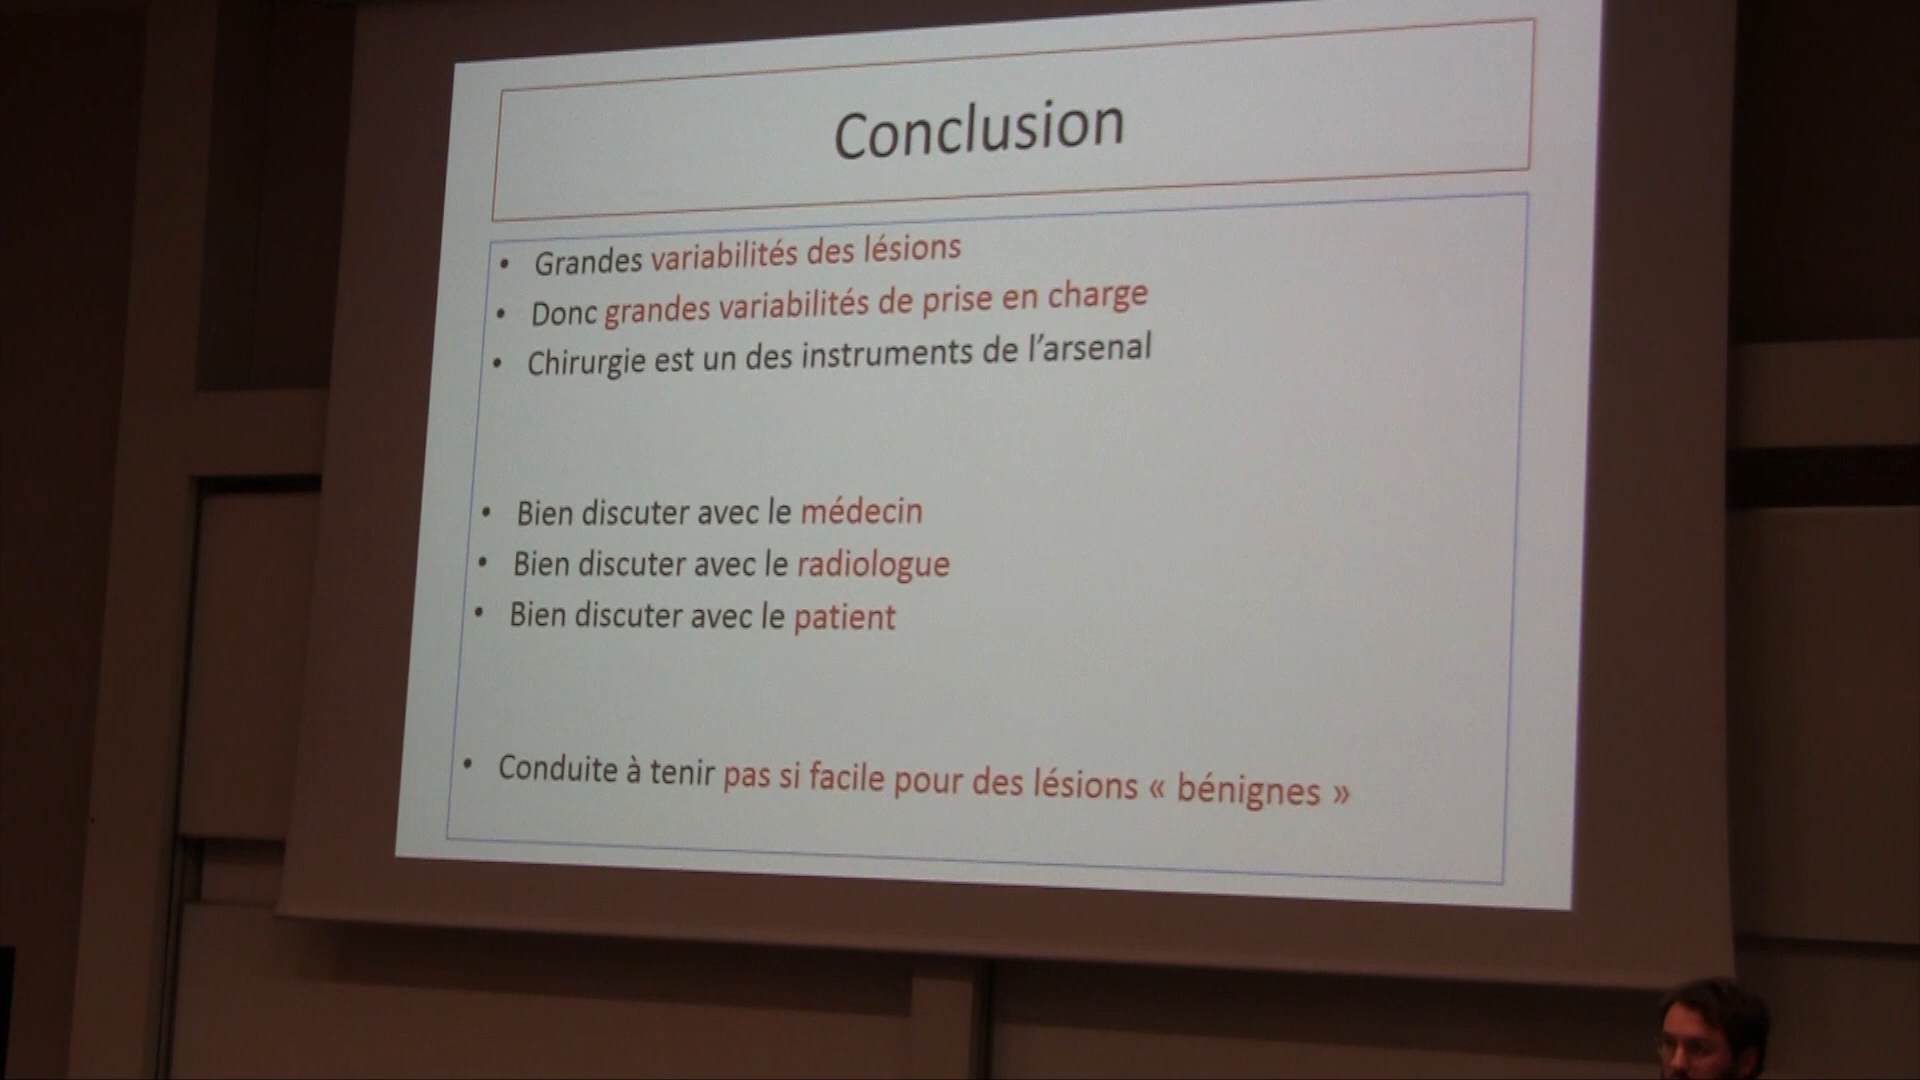 Conclusion
• Grandes variabilités des lésions
• Donc grandes variabilités de prise en charge
• Chirurgie est un des instruments de l’arsenal
• Bien discuter avec le médecin
• Bien discuter avec le radiologue
• Bien discuter avec le patient
• Conduite à tenir pas si facile pour des lésions « bénignes »